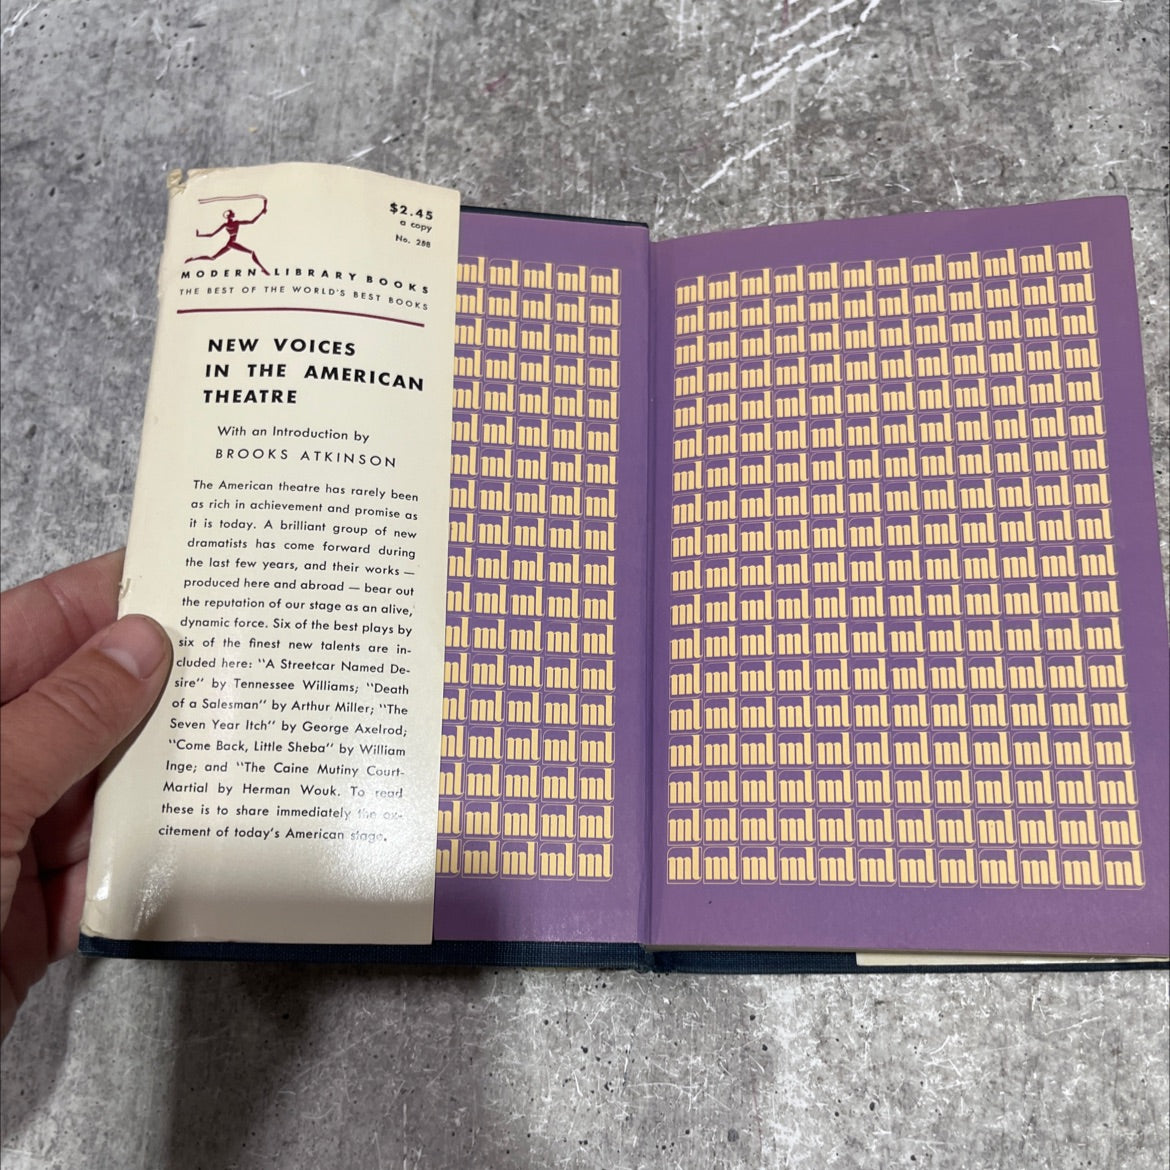 $2.45
a copy
No. 258
MODERN LIBRARY BOOKS
THE BEST OF THE WORLD'S BEST BOOKS
NEW VOICES
IN THE AMERICAN
THEATRE
With an Introduction by
BROOKS ATKINSON
The American theatre has rarely been
as rich in achievement and promise as
it is today. A brilliant group of new
dramatists has come forward during
the last few years, and their works —
produced here and abroad — bear out
the reputation of our stage as an alive,
dynamic force. Six of the best plays by
six of the finest new talents are in-
cluded here: "A Streetcar Named De-
sire" by Tennessee Williams; "Death
of a Salesman" by Arthur Miller; "The
Seven Year Itch" by George Axelrod;
"Come Back, Little Sheba" by William
Inge; and "The Caine Mutiny Court-
Martial by Herman Wouk. To read
these is to share immediately the ex-
citement of today's American stage.